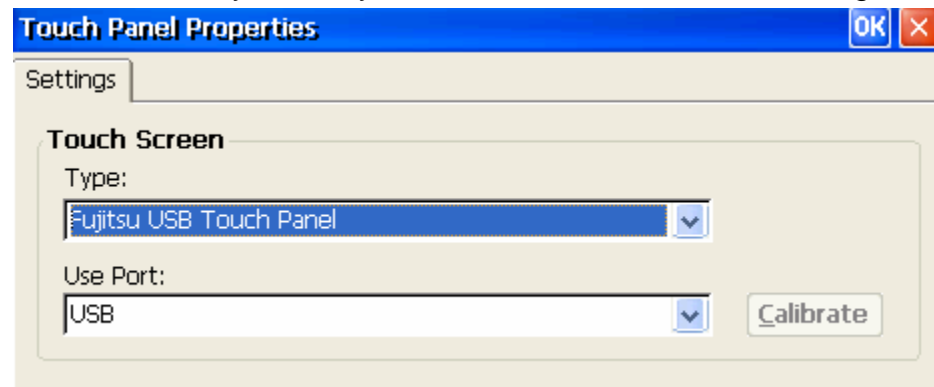 Touch Panel Properties OK
Settings
Touch Screen
Type:
Fujitsu USB Touch Panel
Use Port:
USB Calibrate